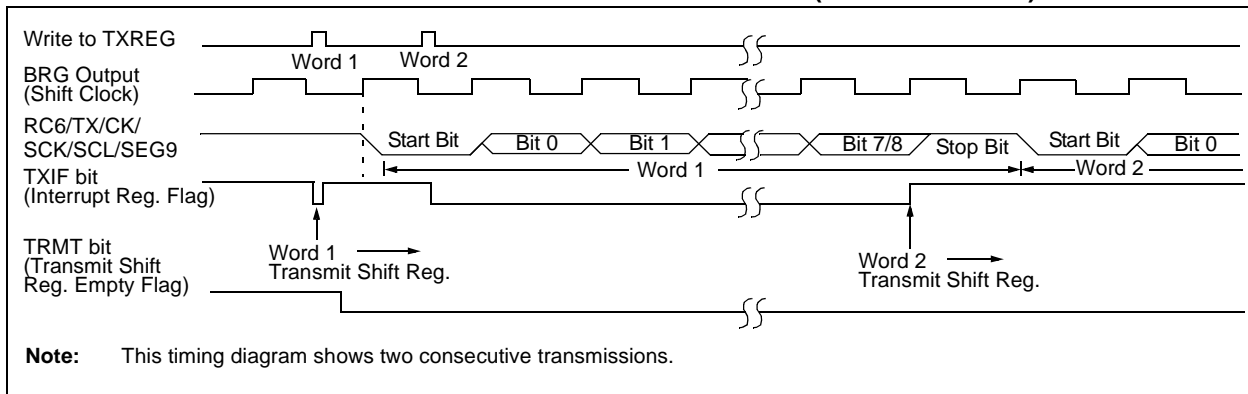 Write to TXREG
Word 1
Word 2
BRG Output
(Shift Clock)
RC6/TX/CK/
SCK/SCL/SEG9
Start Bit
Bit 0
Bit 1
Bit 7/8
Stop Bit
Start Bit
Bit 0
Word 1
Word 2
TXIF bit
(Interrupt Reg. Flag)
Word 1
Transmit Shift Reg.
Word 2
Transmit Shift Reg.
TRMT bit
(Transmit Shift
Reg. Empty Flag)
Note: This timing diagram shows two consecutive transmissions.